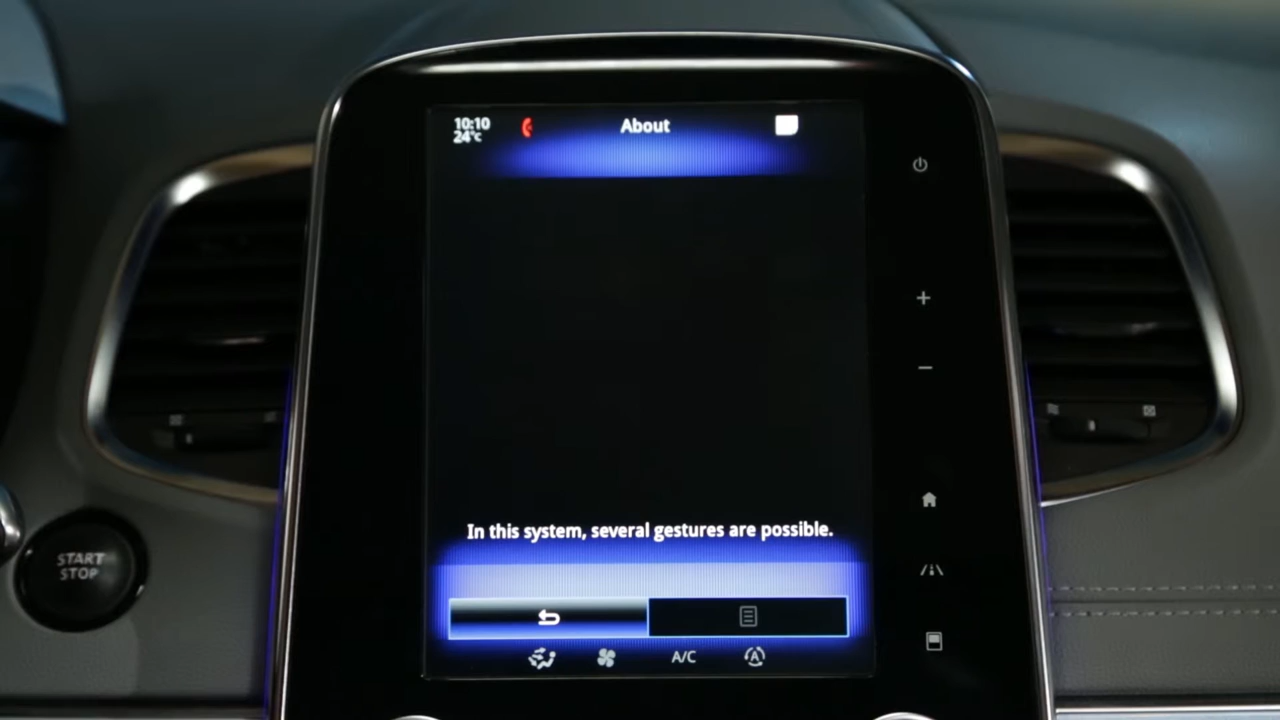 10:10
24°c
About
In this system, several gestures are possible.
START
STOP
A/C
A